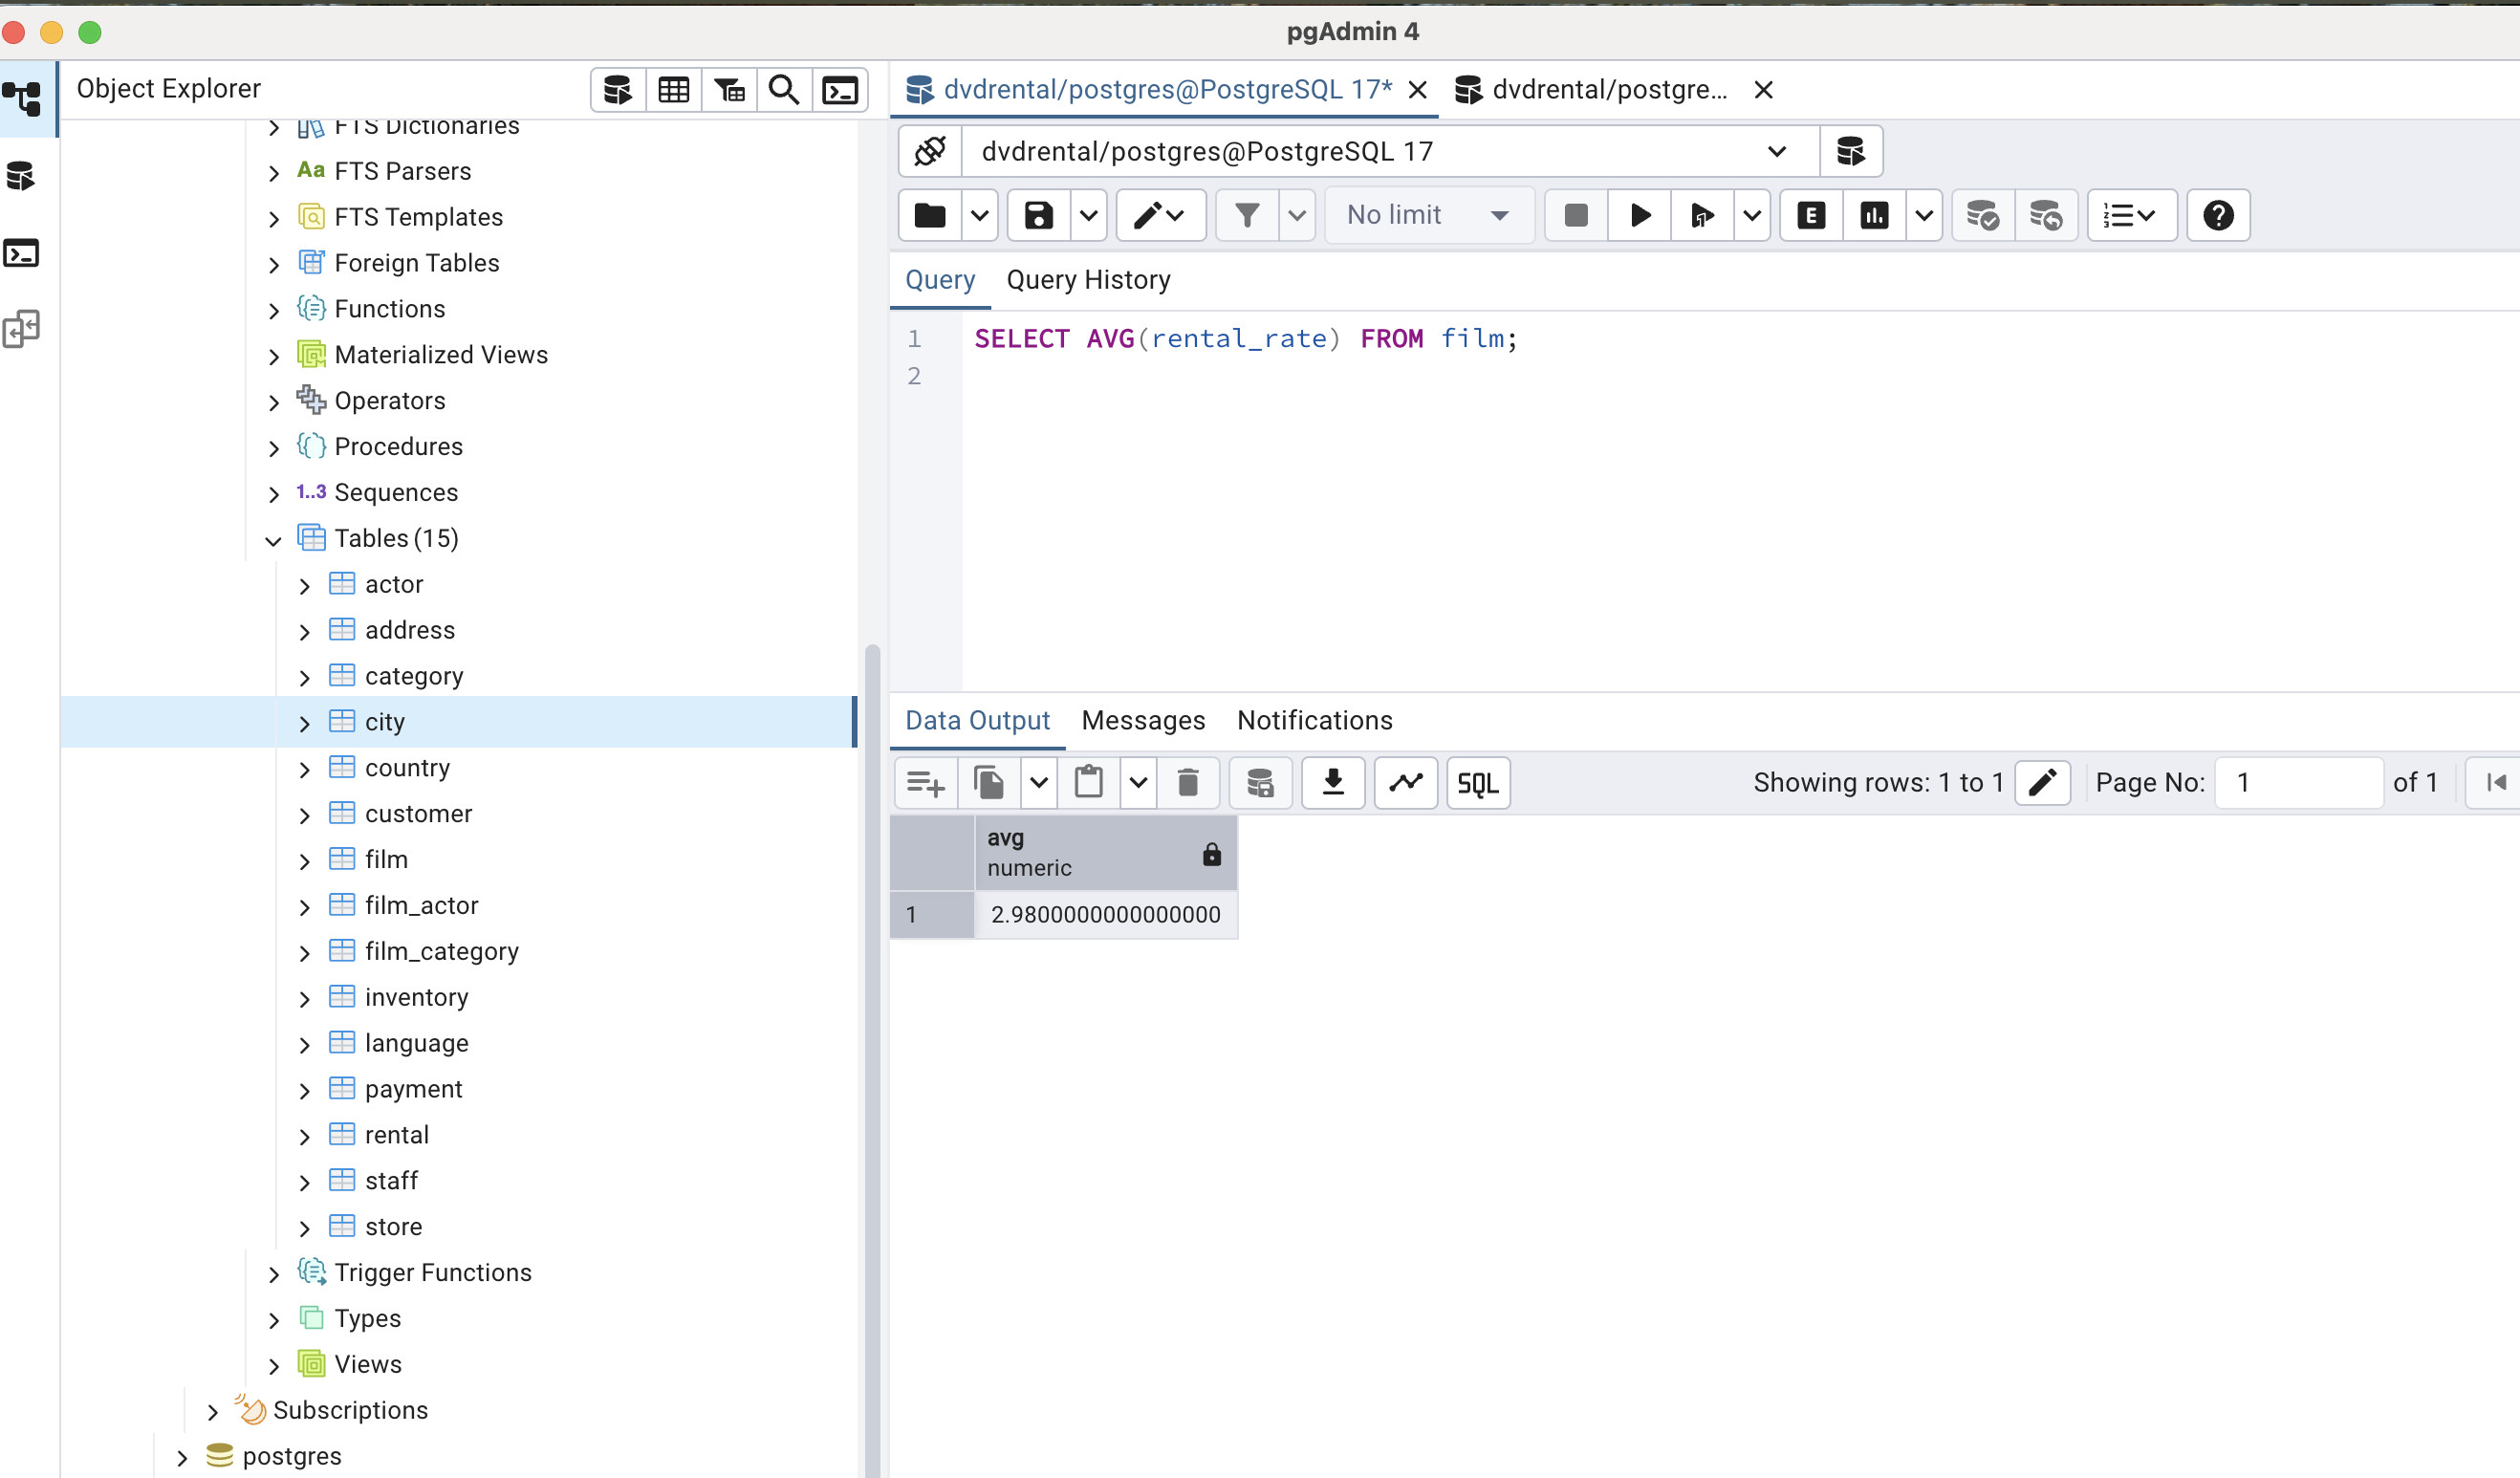 pgAdmin 4
Object Explorer
FTS Dictionaries
Aa FTS Parsers
FTS Templates
Foreign Tables
Functions
Materialized Views
Operators
Procedures
1..3 Sequences
Tables (15)
actor
address
category
city
country
customer
film
film_actor
film_category
inventory
language
payment
rental
staff
store
Trigger Functions
Types
Views
Subscriptions
postgres
dvdrental/postgres@PostgreSQL 17*
dvdrental/postgre...
dvdrental/postgres@PostgreSQL 17
No limit
E
Query Query History
1 SELECT AVG(rental_rate) FROM film;
2
Data Output Messages Notifications
SQL
Showing rows: 1 to 1
Page No: 1 of 1
avg
numeric
1 2.9800000000000000